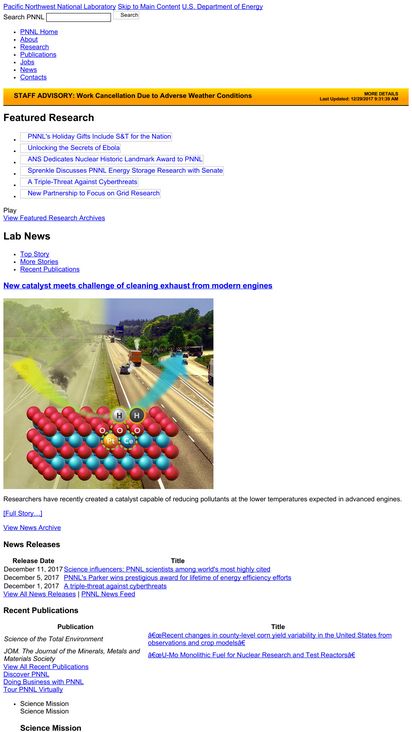 Pacific Northwest National Laboratory Skip to Main Content U.S. Department of Energy
Search PNNL Search
PNNL Home
About
Research
Publications
Jobs
News
Contacts
STAFF ADVISORY: Work Cancellation Due to Adverse Weather Conditions
MORE DETAILS
Last Updated: 12/29/2017 9:31:39 AM
Featured Research
PNNL's Holiday Gifts Include S&T for the Nation
Unlocking the Secrets of Ebola
ANS Dedicates Nuclear Historic Landmark Award to PNNL
Sprenkle Discusses PNNL Energy Storage Research with Senate
A Triple-Threat Against Cyberthreats
New Partnership to Focus on Grid Research
Play
View Featured Research Archives
Lab News
Top Story
More Stories
Recent Publications
New catalyst meets challenge of cleaning exhaust from modern engines
H H
O O O
Pt Ce
Researchers have recently created a catalyst capable of reducing pollutants at the lower temperatures expected in advanced engines.
[Full Story…]
View News Archive
News Releases
Release Date Title
December 11, 2017 Science influencers: PNNL scientists among world's most highly cited
December 5, 2017 PNNL's Parker wins prestigious award for lifetime of energy efficiency efforts
December 1, 2017 A triple-threat against cyberthreats
View All News Releases | PNNL News Feed
Recent Publications
Publication Title
Science of the Total Environment
“Recent changes in county-level corn yield variability in the United States from
observations and crop modelsâ€
JOM. The Journal of the Minerals, Metals and
Materials Society
“U-Mo Monolithic Fuel for Nuclear Research and Test Reactorsâ€
View All Recent Publications
Discover PNNL
Doing Business with PNNL
Tour PNNL Virtually
Science Mission
Science Mission
Science Mission